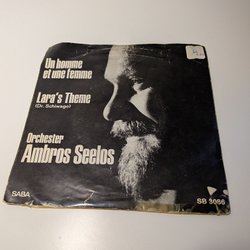 Un homme
et une femme
Lara's Theme
(Dr. Schiwago)
Orchester
Ambros Seelos
SABA
SB 3086